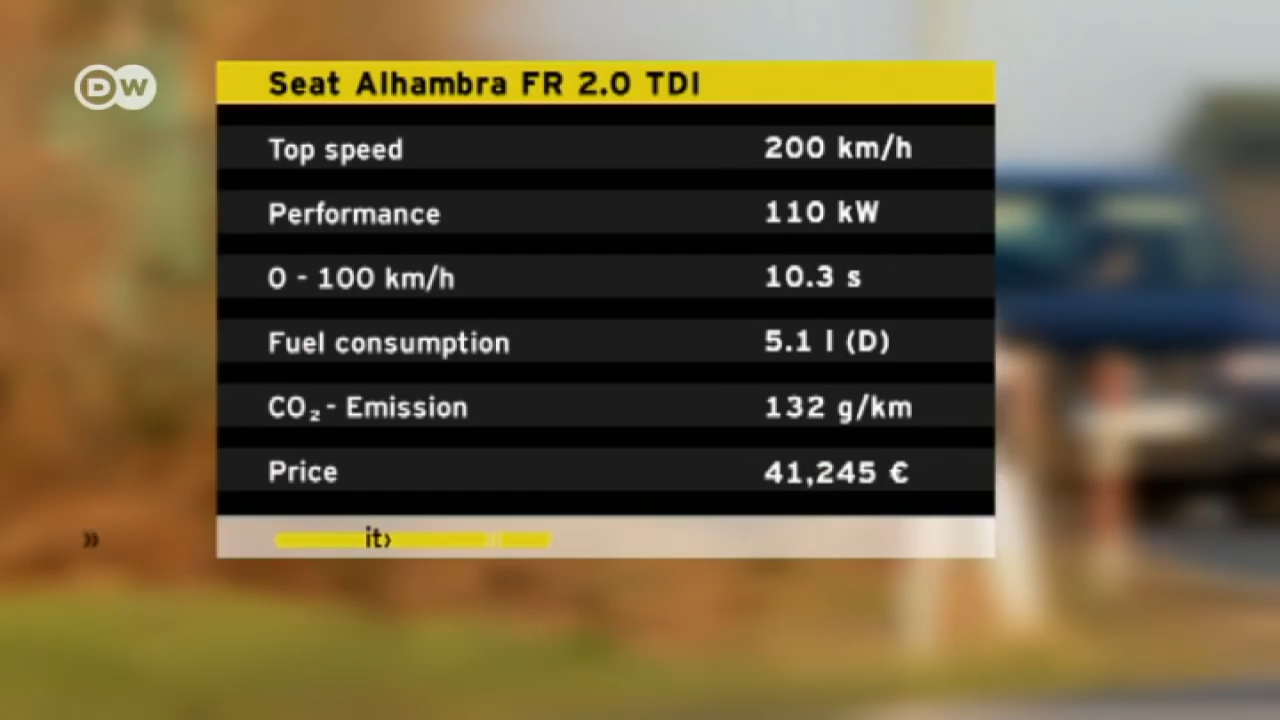 DW
Seat Alhambra FR 2.0 TDI
Top speed 200 km/h
Performance 110 kW
0 - 100 km/h 10.3 s
Fuel consumption 5.1 l (D)
CO₂ - Emission 132 g/km
Price 41,245 €
» it›